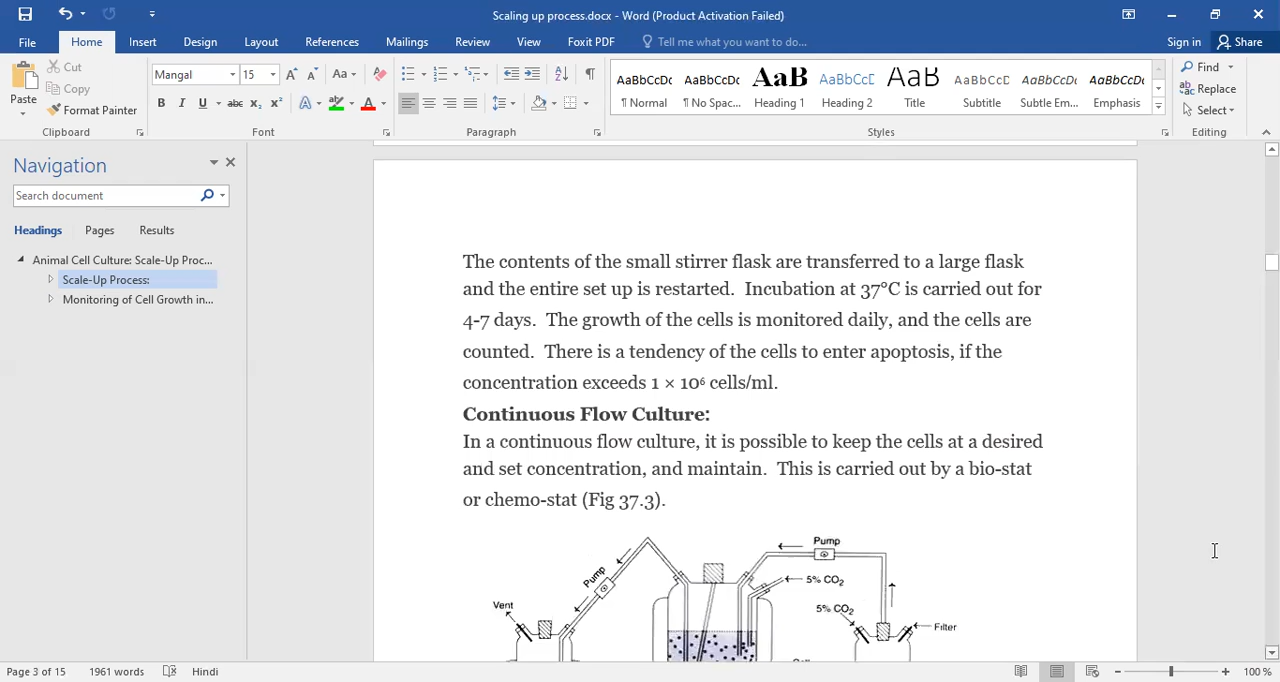 Scaling up process.docx - Word (Product Activation Failed)
File Home Insert Design Layout References Mailings Review View Foxit PDF Tell me what you want to do... Sign in Share
Paste
Cut
Copy
Format Painter
Clipboard
Mangal 15
Aa
B I U abc X₂ X² A A
Font
Paragraph
AaBbCcDc AaBbCcDc AaB AaBbCcD AaB AaBbCcD AaBbCcDc AaBbCcDc
¶ Normal ¶ No Spac... Heading 1 Heading 2 Title Subtitle Subtle Em... Emphasis
Styles
Find
Replace
Select
Editing
Navigation
Search document
Headings Pages Results
Animal Cell Culture: Scale-Up Proc...
Scale-Up Process:
Monitoring of Cell Growth in...
The contents of the small stirrer flask are transferred to a large flask
and the entire set up is restarted. Incubation at 37°C is carried out for
4-7 days. The growth of the cells is monitored daily, and the cells are
counted. There is a tendency of the cells to enter apoptosis, if the
concentration exceeds 1 × 10⁶ cells/ml.
Continuous Flow Culture:
In a continuous flow culture, it is possible to keep the cells at a desired
and set concentration, and maintain. This is carried out by a bio-stat
or chemo-stat (Fig 37.3).
Pump
Pump
5% CO₂
Vent
5% CO₂
Filter
Page 3 of 15 1961 words Hindi 100 %